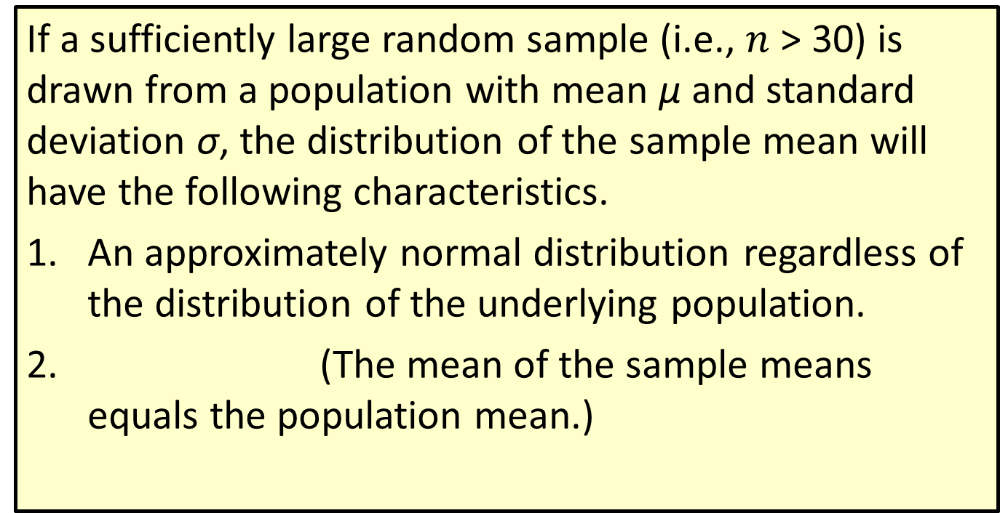 If a sufficiently large random sample (i.e., n > 30) is
drawn from a population with mean μ and standard
deviation σ, the distribution of the sample mean will
have the following characteristics.
1. An approximately normal distribution regardless of
the distribution of the underlying population.
2. (The mean of the sample means
equals the population mean.)